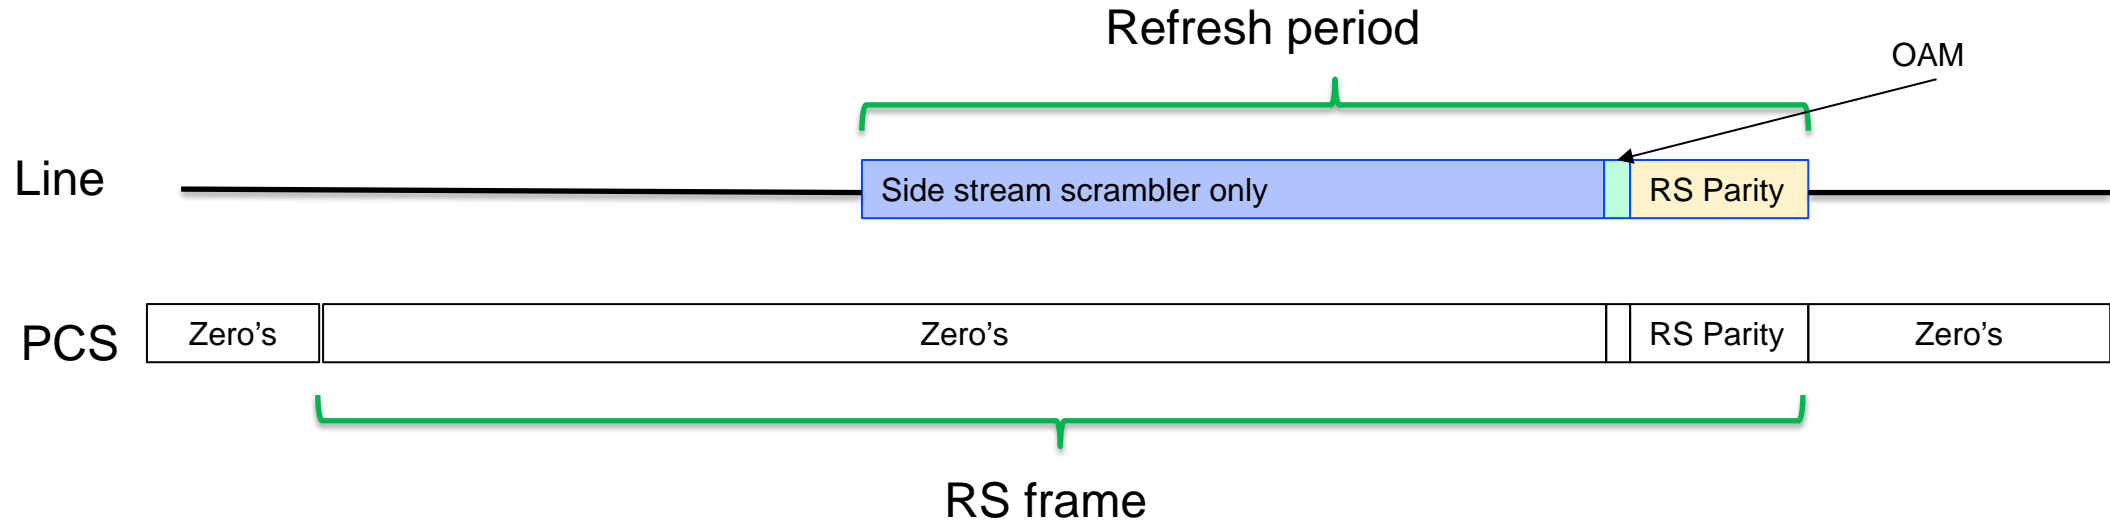 Refresh period
OAM
Line
Side stream scrambler only
RS Parity
PCS
Zero’s
Zero’s
RS Parity
Zero’s
RS frame